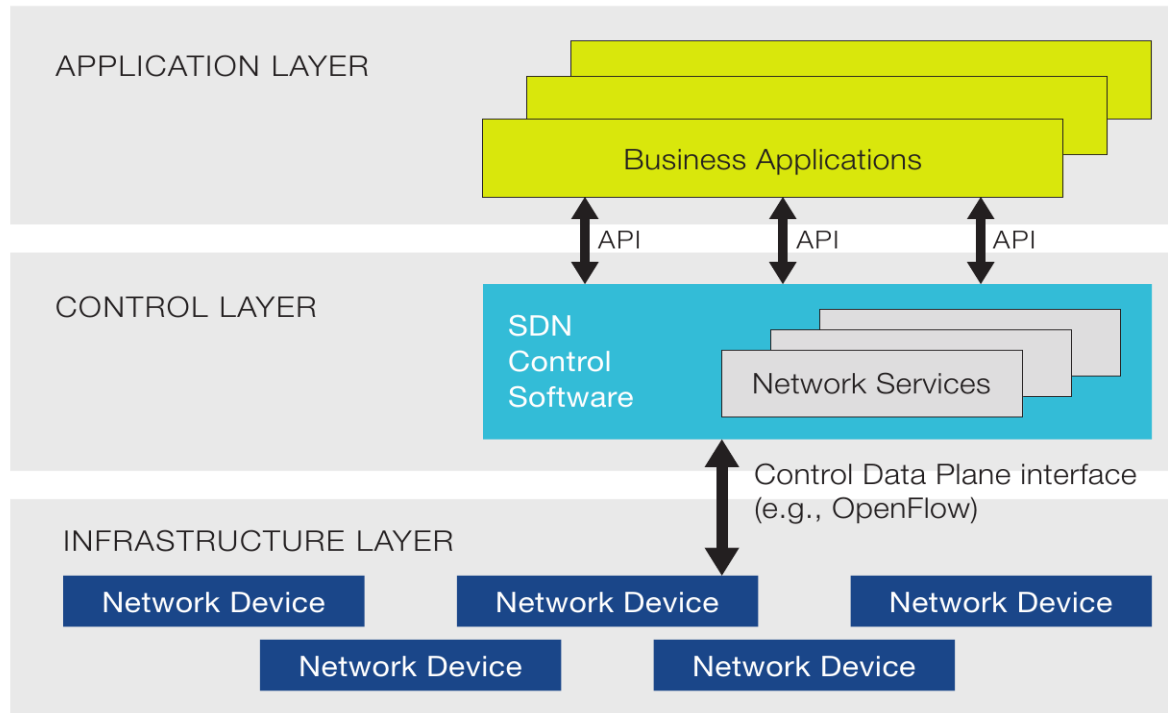 APPLICATION LAYER
Business Applications
API
API
API
CONTROL LAYER
SDN
Control
Software
Network Services
Control Data Plane interface
(e.g., OpenFlow)
INFRASTRUCTURE LAYER
Network Device
Network Device
Network Device
Network Device
Network Device